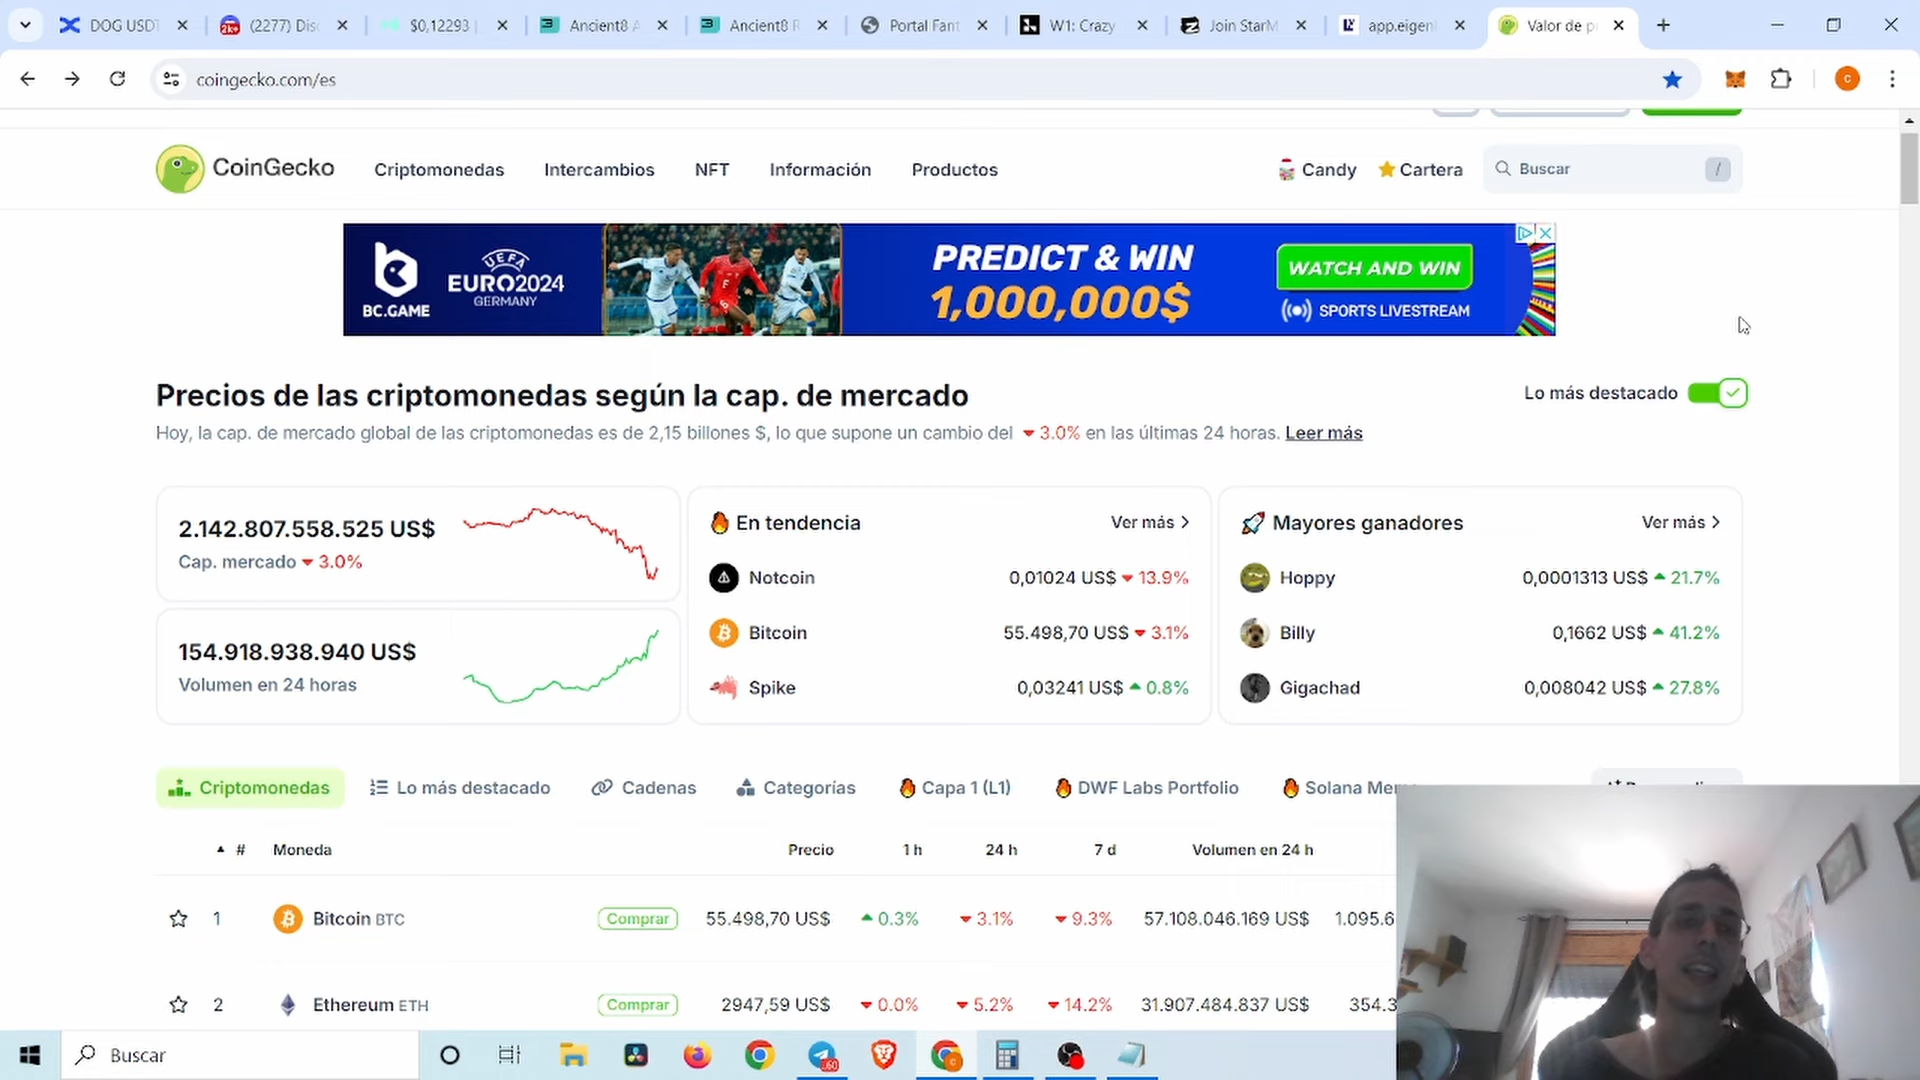 DOG USDT
(2277) Disc
$0,12293 |
Ancient8 A
Ancient8 R
Portal Fant
W1: Crazy
Join StarM
app.eigenl
Valor de p
coingecko.com/es
CoinGecko
Criptomonedas
Intercambios
NFT
Información
Productos
Candy
Cartera
Buscar
/
BC.GAME
UEFA
EURO2024
GERMANY
PREDICT & WIN
1,000,000$
WATCH AND WIN
SPORTS LIVESTREAM
Precios de las criptomonedas según la cap. de mercado
Lo más destacado
Hoy, la cap. de mercado global de las criptomonedas es de 2,15 billones $, lo que supone un cambio del 3.0% en las últimas 24 horas. Leer más
2.142.807.558.525 US$
Cap. mercado 3.0%
154.918.938.940 US$
Volumen en 24 horas
En tendencia
Ver más
Notcoin 0,01024 US$ 13.9%
Bitcoin 55.498,70 US$ 3.1%
Spike 0,03241 US$ 0.8%
Mayores ganadores
Ver más
Hoppy 0,0001313 US$ 21.7%
Billy 0,1662 US$ 41.2%
Gigachad 0,008042 US$ 27.8%
Criptomonedas
Lo más destacado
Cadenas
Categorías
Capa 1 (L1)
DWF Labs Portfolio
Solana Mem
# Moneda Precio 1 h 24 h 7 d Volumen en 24 h
1 Bitcoin BTC Comprar 55.498,70 US$ 0.3% 3.1% 9.3% 57.108.046.169 US$ 1.095.6
2 Ethereum ETH Comprar 2947,59 US$ 0.0% 5.2% 14.2% 31.907.484.837 US$ 354.3
Buscar